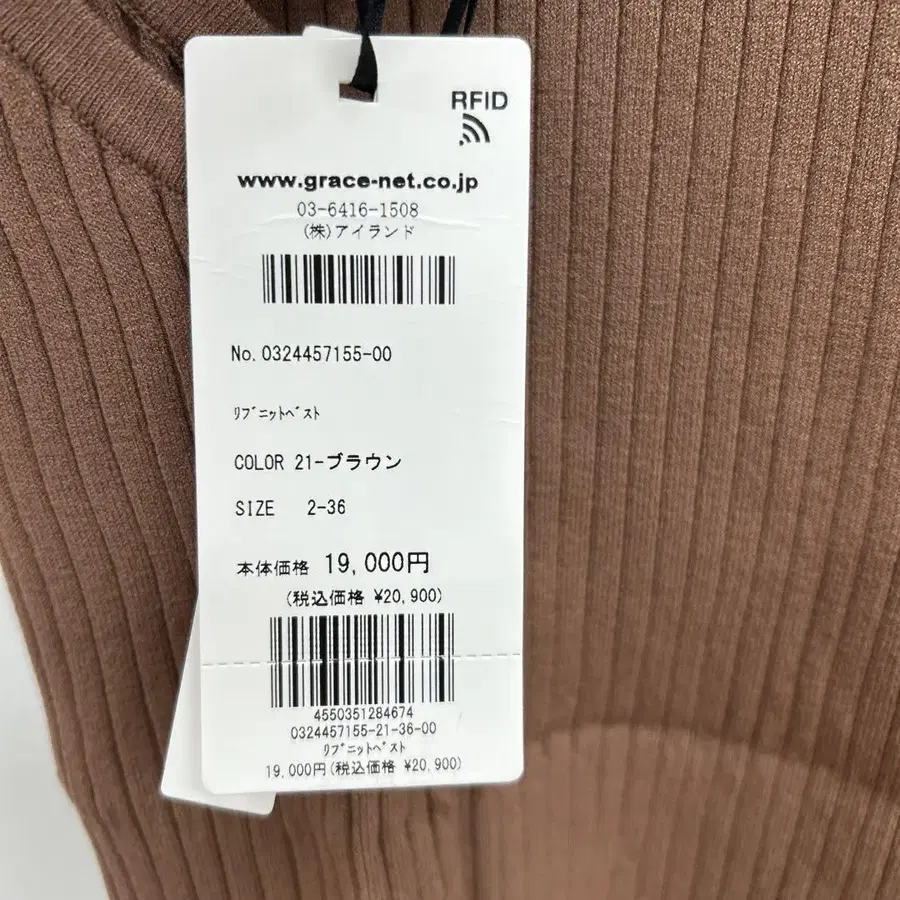 RFID
www.grace-net.co.jp
03-6416-1508
(株)アイランド
No. 0324457155-00
ﾘﾌﾞﾆｯﾄﾍﾞｽﾄ
COLOR 21-ブラウン
SIZE 2-36
本体価格 19,000円
(税込価格 ¥20,900)
4550351284674
0324457155-21-36-00
ﾘﾌﾞﾆｯﾄﾍﾞｽﾄ
19,000円(税込価格 ¥20,900)